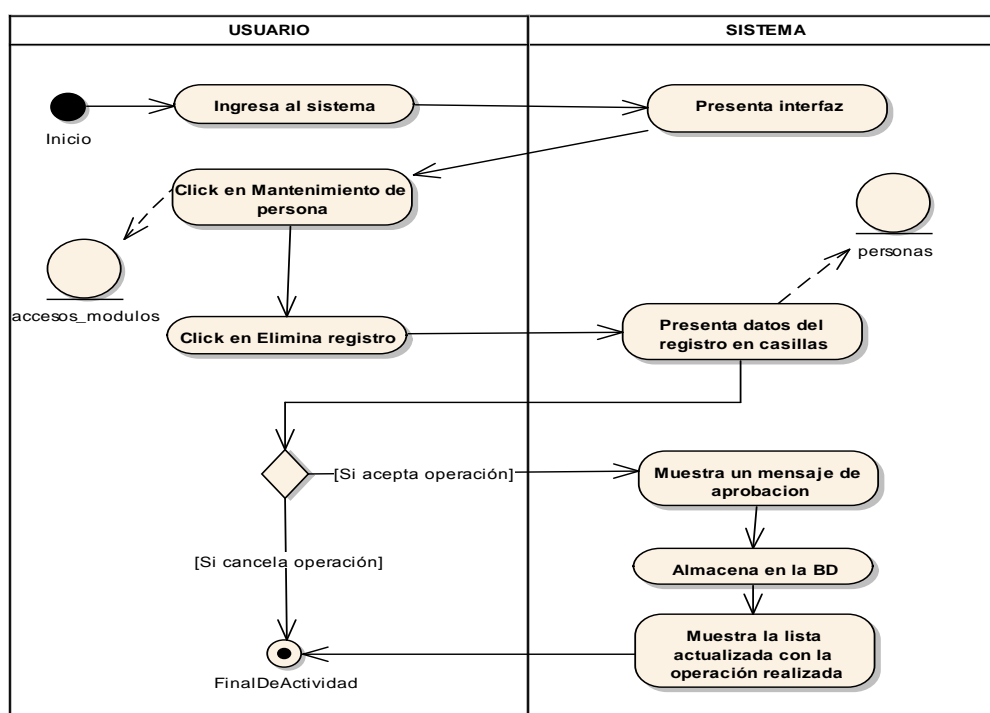 USUARIO
SISTEMA
Inicio
Ingresa al sistema
Presenta interfaz
Click en Mantenimiento de
persona
accesos_modulos
personas
Click en Elimina registro
Presenta datos del
registro en casillas
[Si acepta operación]
Muestra un mensaje de
aprobacion
[Si cancela operación]
Almacena en la BD
Muestra la lista
actualizada con la
operación realizada
FinalDeActividad